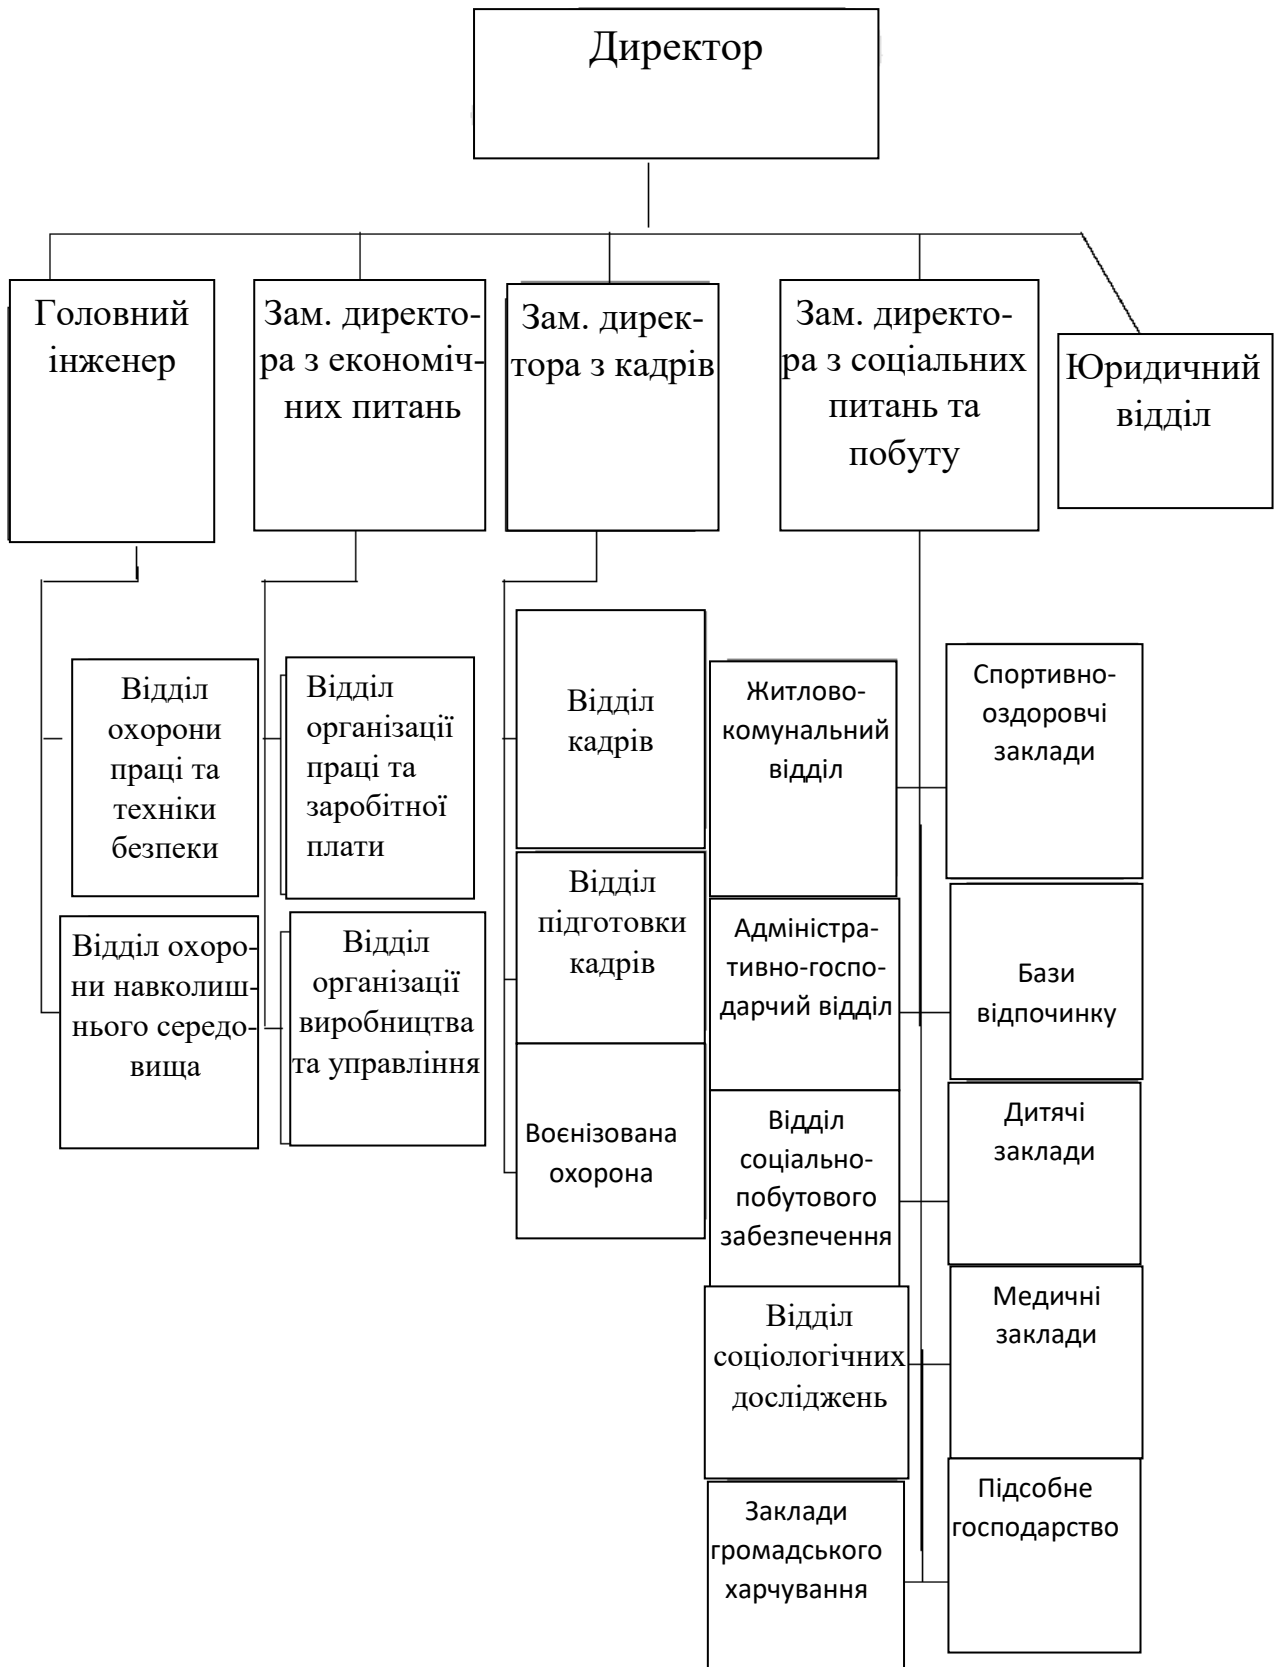 Директор
Головний
інженер
Зам. директо-
ра з економіч-
них питань
Зам. дирек-
тора з кадрів
Зам. директо-
ра з соціальних
питань та
побуту
Юридичний
відділ
Відділ
охорони
праці та
техніки
безпеки
Відділ охоро-
ни навколиш-
нього середо-
вища
Відділ
організації
праці та
заробітної
плати
Відділ
організації
виробництва
та управління
Відділ
кадрів
Відділ
підготовки
кадрів
Воєнізована
охорона
Житлово-
комунальний
відділ
Адміністра-
тивно-госпо-
дарчий відділ
Відділ
соціально-
побутового
забезпечення
Відділ
соціологічних
досліджень
Заклади
громадського
харчування
Спортивно-
оздоровчі
заклади
Бази
відпочинку
Дитячі
заклади
Медичні
заклади
Підсобне
господарство